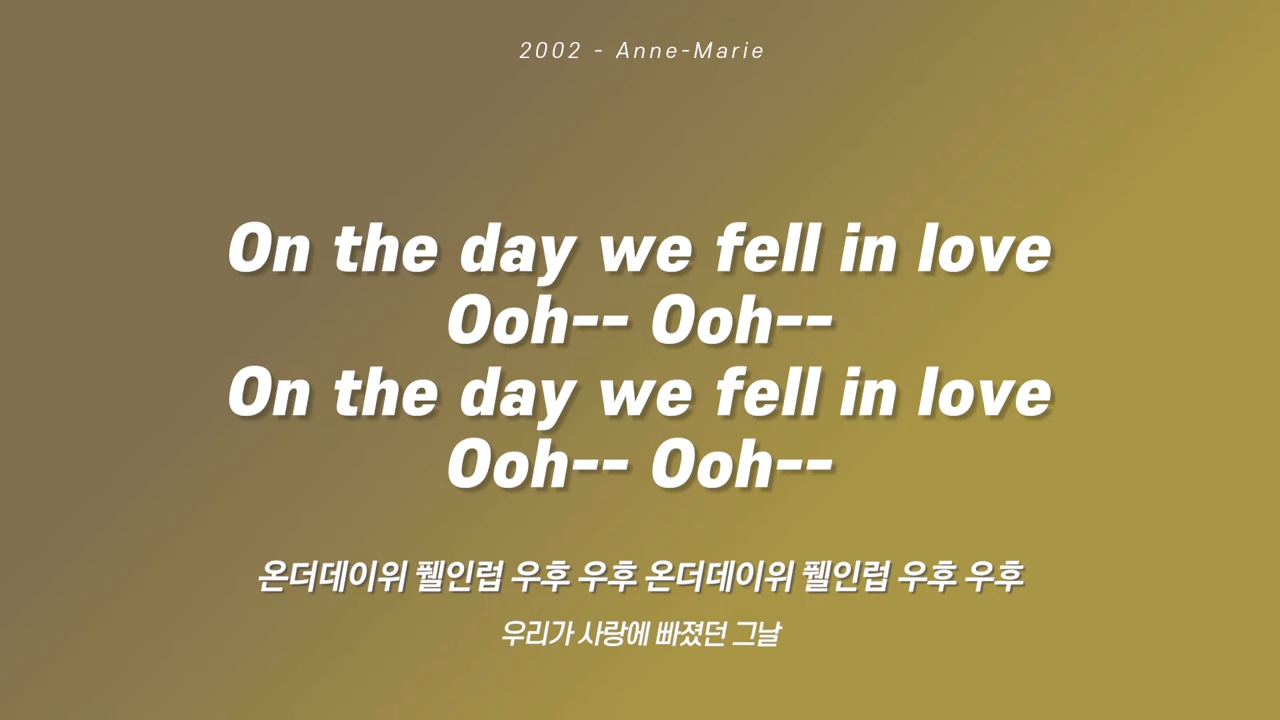 2002 - Anne-Marie
On the day we fell in love
Ooh-- Ooh--
On the day we fell in love
Ooh-- Ooh--
온더데이위 풸인럽 우후 우후 온더데이위 풸인럽 우후 우후
우리가 사랑에 빠졌던 그날